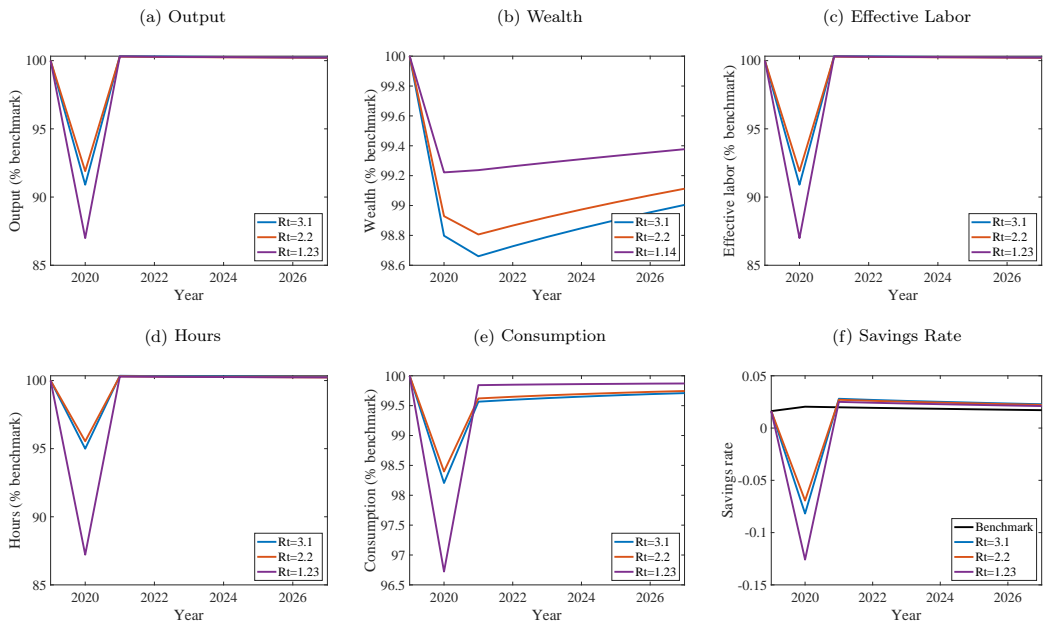 (a) Output
Output (% benchmark)
100
95
90
85
2020 2022 2024 2026
Year
Rt=3.1
Rt=2.2
Rt=1.23
(b) Wealth
Wealth (% benchmark)
100
99.8
99.6
99.4
99.2
99
98.8
98.6
2020 2022 2024 2026
Year
Rt=3.1
Rt=2.2
Rt=1.14
(c) Effective Labor
Effective labor (% benchmark)
100
95
90
85
2020 2022 2024 2026
Year
Rt=3.1
Rt=2.2
Rt=1.23
(d) Hours
Hours (% benchmark)
100
95
90
85
2020 2022 2024 2026
Year
Rt=3.1
Rt=2.2
Rt=1.23
(e) Consumption
Consumption (% benchmark)
100
99.5
99
98.5
98
97.5
97
96.5
2020 2022 2024 2026
Year
Rt=3.1
Rt=2.2
Rt=1.23
(f) Savings Rate
Savings rate
0.05
0
-0.05
-0.1
-0.15
2020 2022 2024 2026
Year
Benchmark
Rt=3.1
Rt=2.2
Rt=1.23